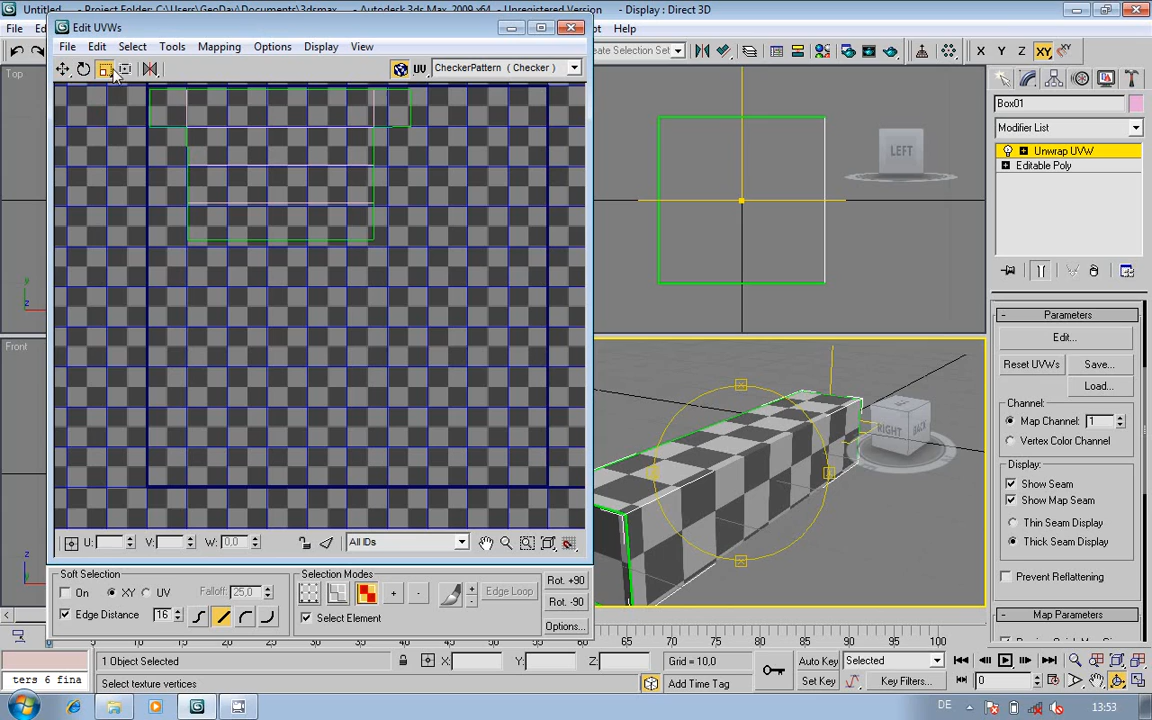 Untitled - Project Folder: C:\Users\GeoDay\Documents\3dsmax - Autodesk 3ds Max 2009 - Unregistered Version - Display : Direct 3D
Edit UVWs
File Edit Select Tools Mapping Options Display View
UV CheckerPattern ( Checker )
U: V: W: 0,0 All IDs
Soft Selection
On XY UV Falloff: 25,0
Edge Distance 16
Selection Modes
+ - + - Edge Loop
Select Element
Rot. +90
Rot. -90
Options...
Top
Front
LEFT
RIGHT BACK
X Y Z XY
Box01
Modifier List
Unwrap UVW
Editable Poly
Parameters
Edit...
Reset UVWs Save...
Load...
Channel:
Map Channel: 1
Vertex Color Channel
Display:
Show Seam
Show Map Seam
Thin Seam Display
Thick Seam Display
Prevent Reflattening
Map Parameters
65 70 75 80 85 90 95 100
1 Object Selected X: Y: Z: Grid = 10,0 Auto Key Selected
ters 6 fina Select texture vertices Add Time Tag Set Key Key Filters... 0
DE 13:53